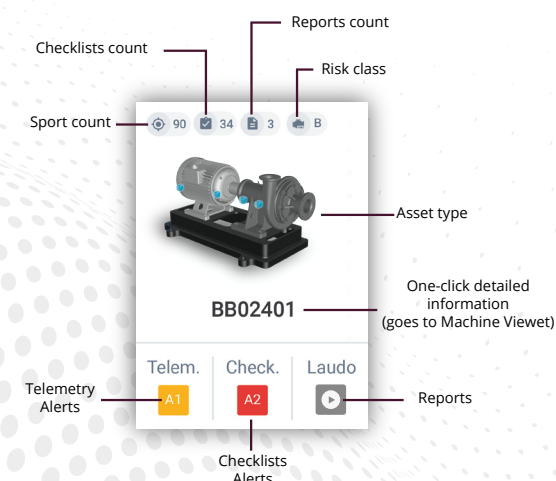 Reports count
Checklists count
Risk class
Sport count
90
34
3
B
Asset type
BB02401
One-click detailed
information
(goes to Machine Viewet)
Telem.
Check.
Laudo
Telemetry
Alerts
A1
A2
Reports
Checklists
Alerts